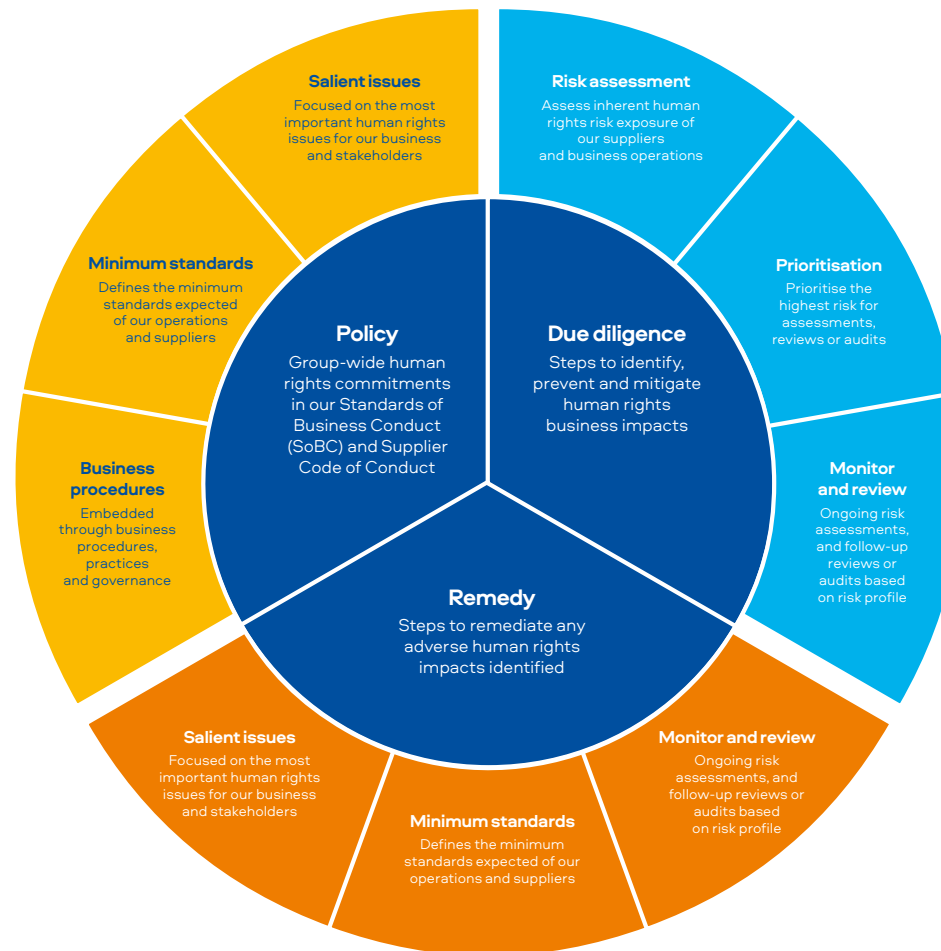 Salient issues
Focused on the most
important human rights
issues for our business
and stakeholders
Risk assessment
Assess inherent human
rights risk exposure of
our suppliers
and business operations
Minimum standards
Defines the minimum
standards expected
of our operations
and suppliers
Prioritisation
Prioritise the
highest risk for
assessments,
reviews or audits
Policy
Group-wide human
rights commitments
in our Standards of
Business Conduct
(SoBC) and Supplier
Code of Conduct
Due diligence
Steps to identify,
prevent and mitigate
human rights
business impacts
Business
procedures
Embedded
through business
procedures,
practices
and governance
Monitor
and review
Ongoing risk
assessments,
and follow-up
reviews or
audits based
on risk profile
Remedy
Steps to remediate any
adverse human rights
impacts identified
Salient issues
Focused on the most
important human rights
issues for our business
and stakeholders
Minimum standards
Defines the minimum
standards expected of our
operations and suppliers
Monitor and review
Ongoing risk
assessments, and
follow-up reviews or
audits based
on risk profile